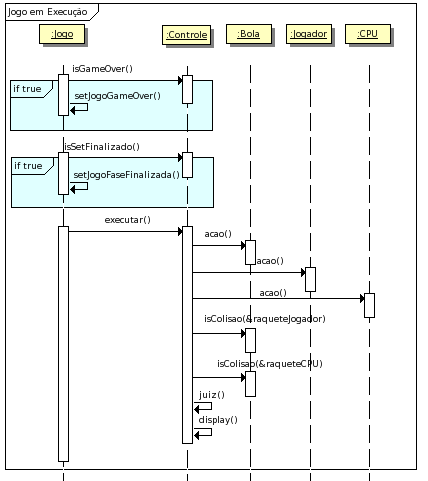 Jogo em Execução
:Jogo
:Controle
:Bola
:Jogador
:CPU
isGameOver()
if true
setJogoGameOver()
isSetFinalizado()
if true
setJogoFaseFinalizada()
executar()
acao()
acao()
acao()
isColisao(&raqueteJogador)
isColisao(&raqueteCPU)
juiz()
display()